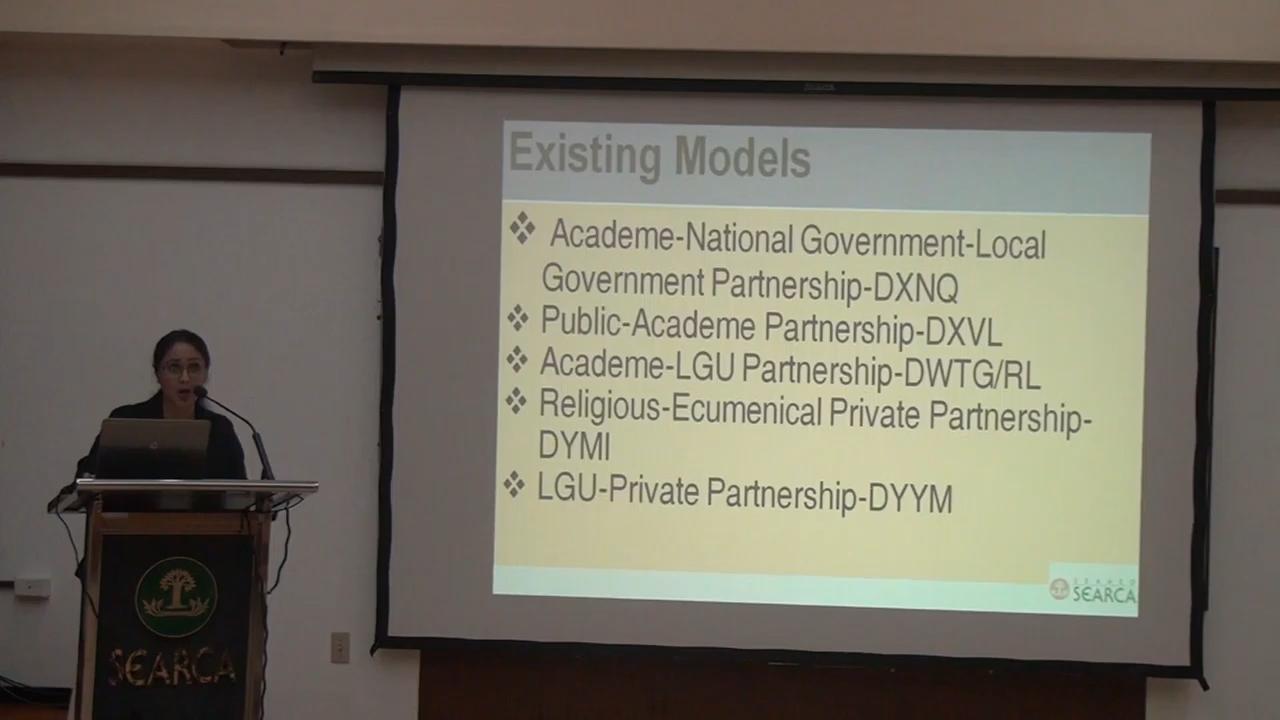 Existing Models
Academe-National Government-Local
Government Partnership-DXNQ
Public-Academe Partnership-DXVL
Academe-LGU Partnership-DWTG/RL
Religious-Ecumenical Private Partnership-
DYMI
LGU-Private Partnership-DYYM
SEARCA
SEARCA